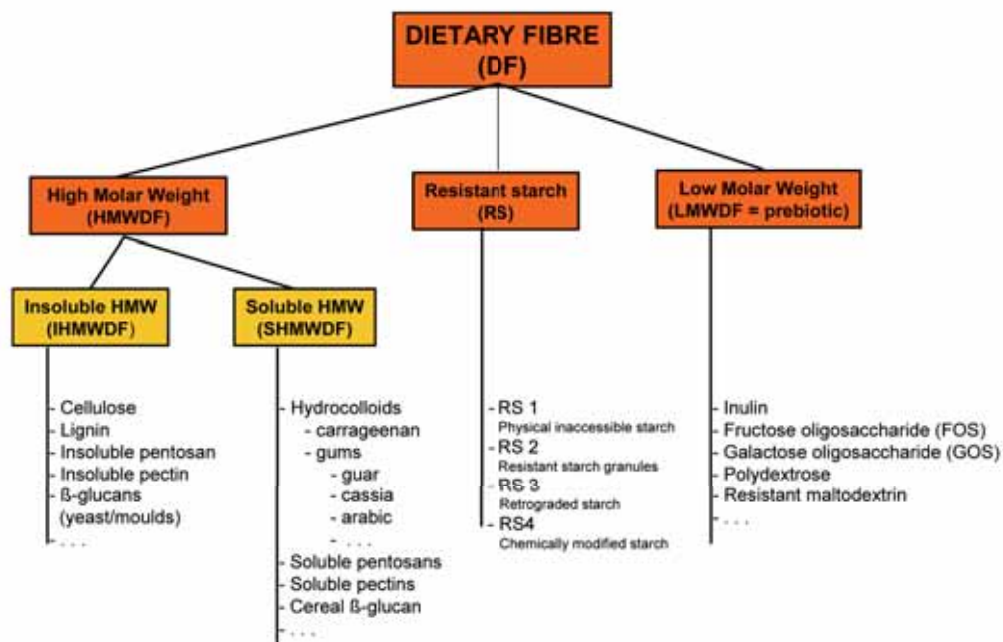 DIETARY FIBRE
(DF)
High Molar Weight
(HMWDF)
Resistant starch
(RS)
Low Molar Weight
(LMWDF = prebiotic)
Insoluble HMW
(IHMWDF)
Soluble HMW
(SHMWDF)
- Cellulose
- Lignin
- Insoluble pentosan
- Insoluble pectin
- ß-glucans
(yeast/moulds)
- . . .
- Hydrocolloids
- carrageenan
- gums
- guar
- cassia
- arabic
- . . .
- Soluble pentosans
- Soluble pectins
- Cereal ß-glucan
- . . .
- RS 1
Physical inaccessible starch
- RS 2
Resistant starch granules
- RS 3
Retrograded starch
- RS4
Chemically modified starch
- Inulin
- Fructose oligosaccharide (FOS)
- Galactose oligosaccharide (GOS)
- Polydextrose
- Resistant maltodextrin
- . . .